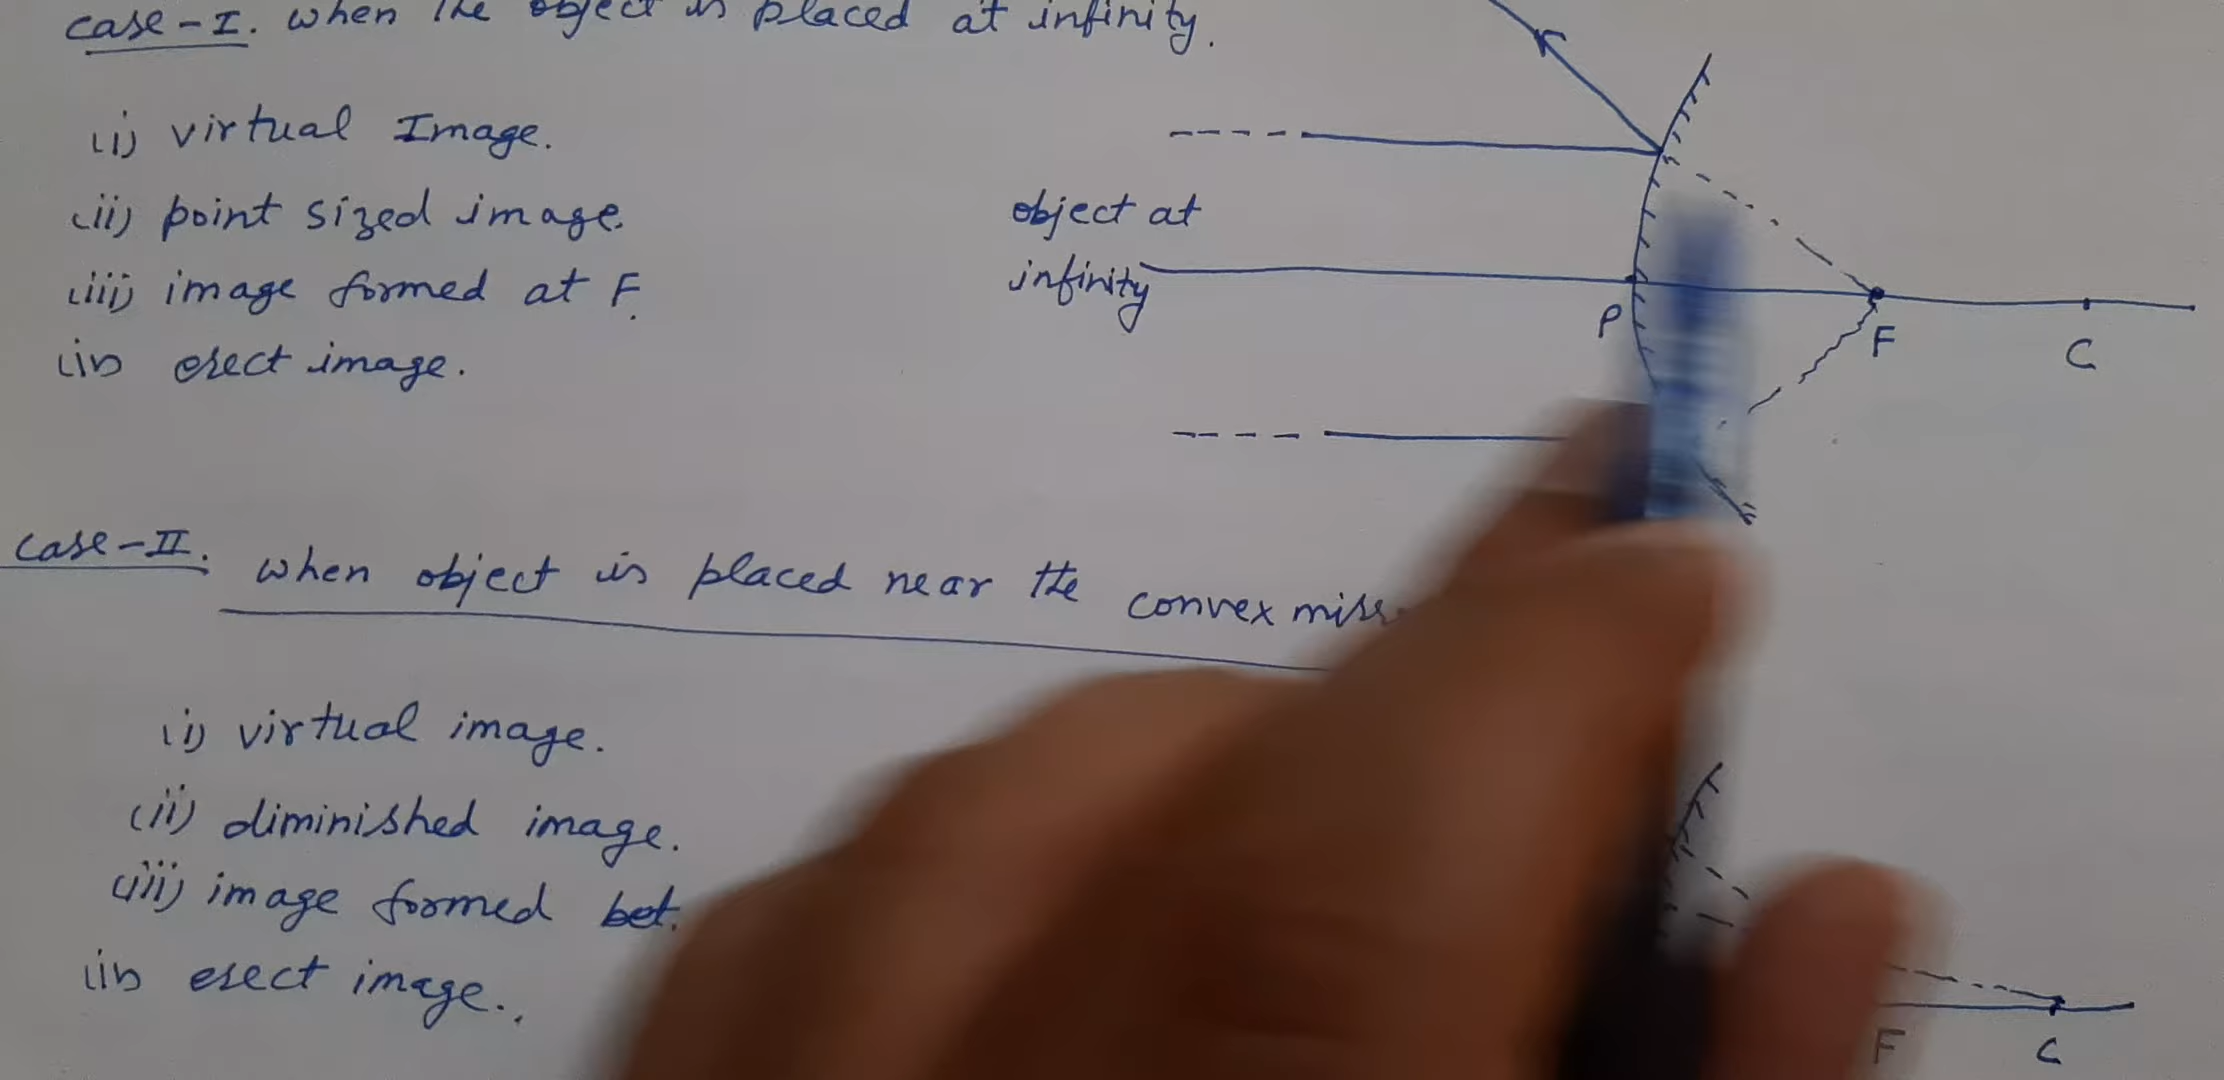 case-I. when the object is placed at infinity.
(i) virtual Image.
(ii) point sized image.
(iii) image formed at F.
(iv) erect image.
object at
infinity
P
F
C
case-II. when object is placed near the convex
(i) virtual image.
(ii) diminished image.
(iii) image formed bet.
(iv) erect image.
F
C